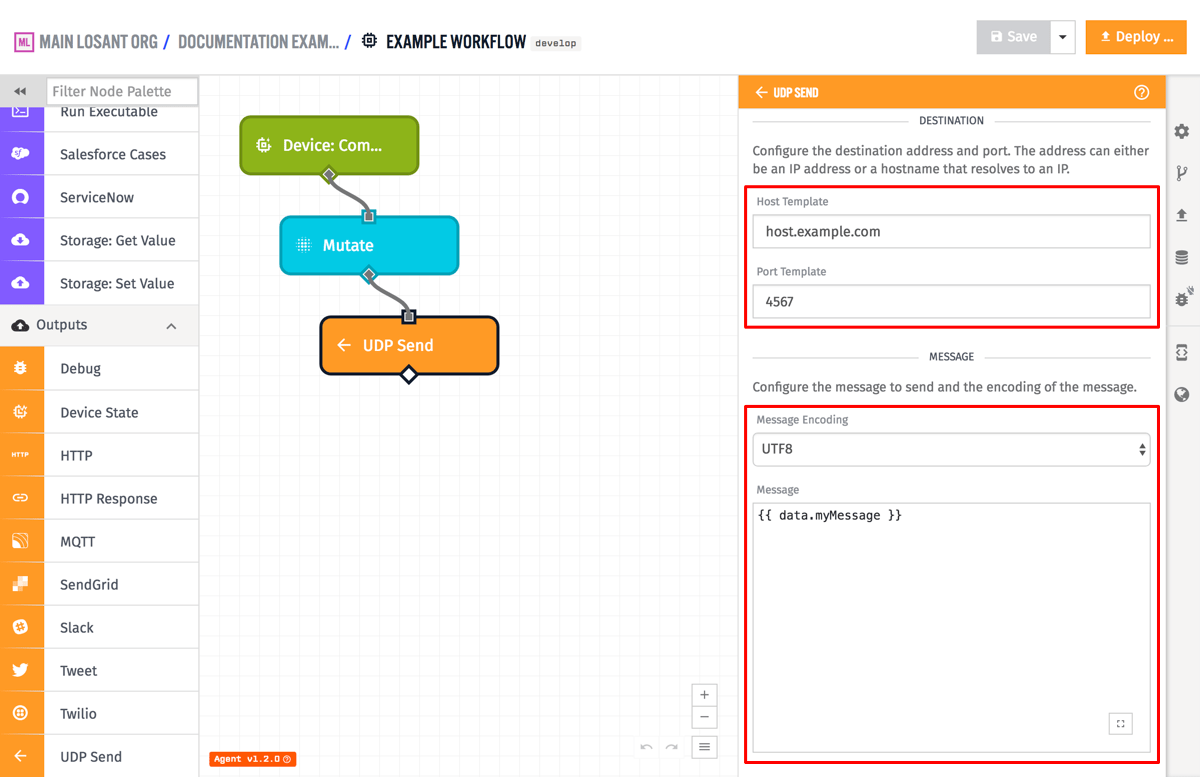 ML MAIN LOSANT ORG / DOCUMENTATION EXAM... / EXAMPLE WORKFLOW develop
Save
Deploy ...
Filter Node Palette
Run Executable
Salesforce Cases
ServiceNow
Storage: Get Value
Storage: Set Value
Outputs
Debug
Device State
HTTP HTTP
HTTP Response
MQTT
SendGrid
Slack
Tweet
Twilio
UDP Send
Device: Com...
Mutate
UDP Send
Agent v1.2.0
UDP SEND
DESTINATION
Configure the destination address and port. The address can either
be an IP address or a hostname that resolves to an IP.
Host Template
host.example.com
Port Template
4567
MESSAGE
Configure the message to send and the encoding of the message.
Message Encoding
UTF8
Message
{{ data.myMessage }}